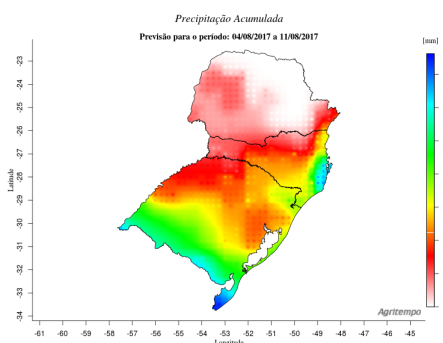 Precipitação Acumulada
Previsão para o período: 04/08/2017 a 11/08/2017
[mm]
-23
-24
-25
-26
-27
-28
-29
-30
-31
-32
-33
-34
Latitude
Agritempo
-61 -60 -59 -58 -57 -56 -55 -54 -53 -52 -51 -50 -49 -48 -47 -46 -45
Longitude